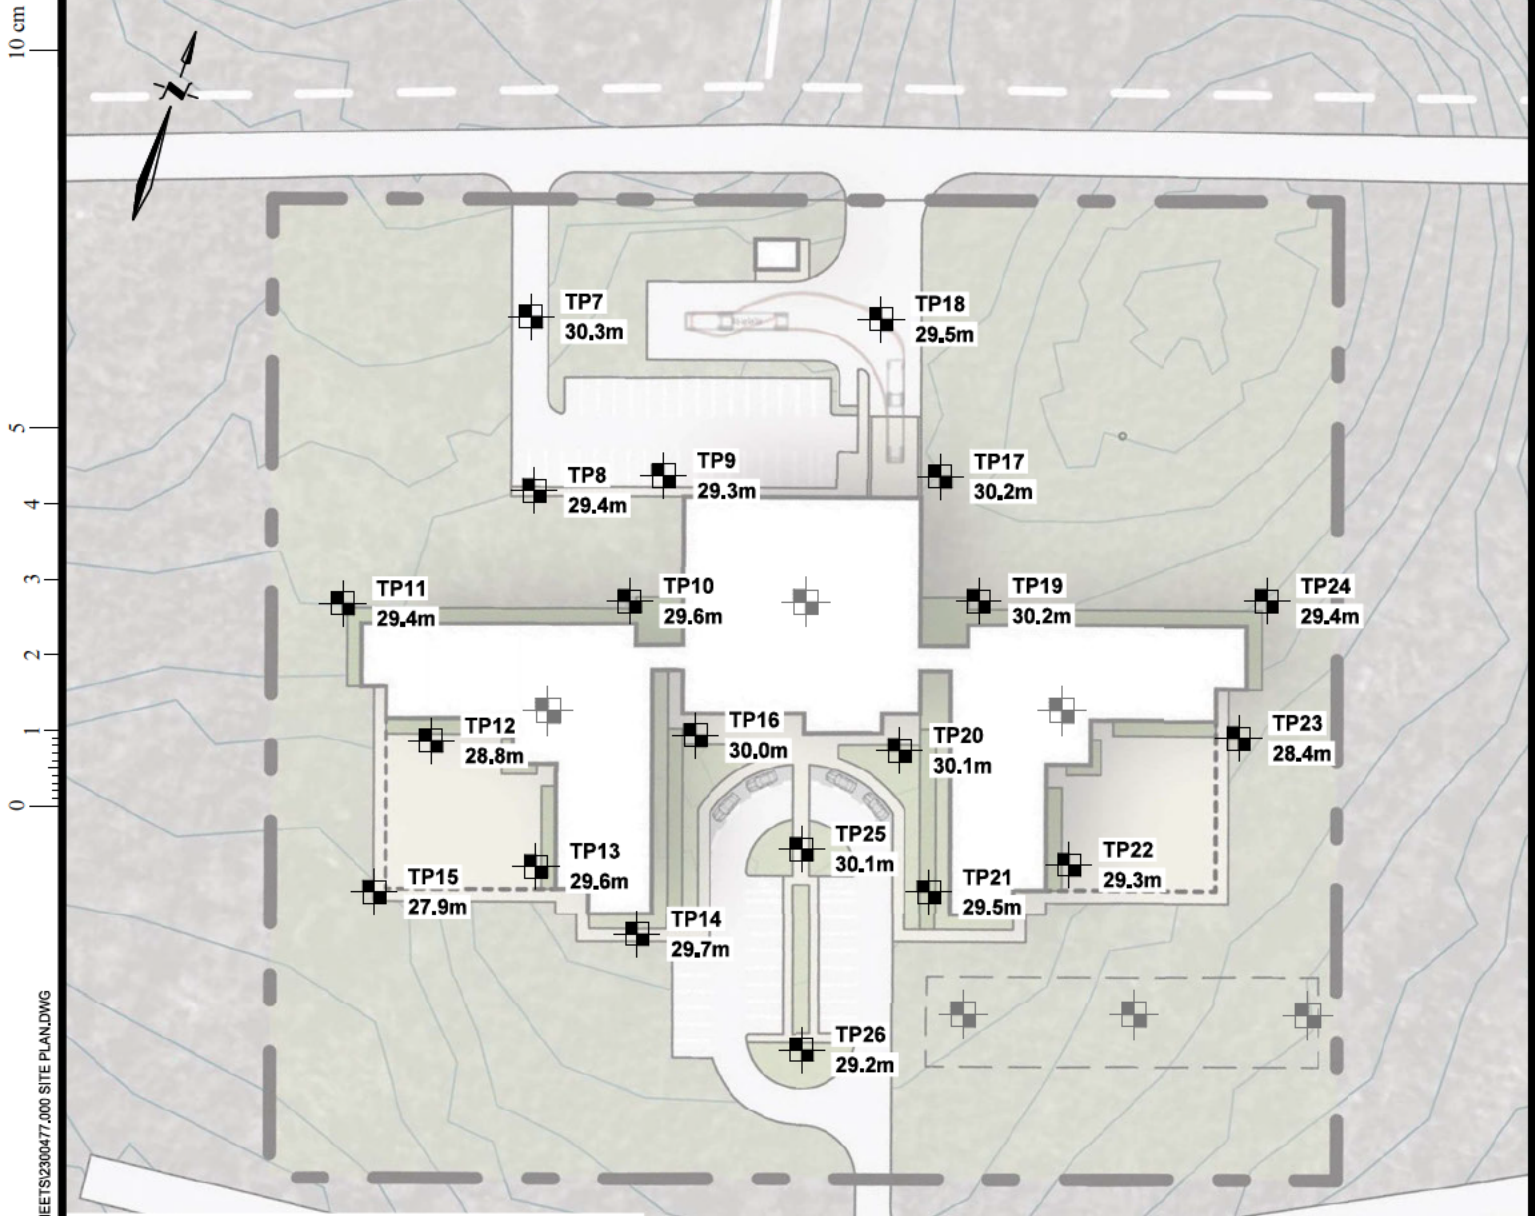 10 cm
5
4
3
2
1
0
IEETS\2300477.000 SITE PLAN.DWG
N
TP7
30.3m
TP18
29.5m
TP8
29.4m
TP9
29.3m
TP17
30.2m
TP11
29.4m
TP10
29.6m
TP19
30.2m
TP24
29.4m
TP12
28.8m
TP16
30.0m
TP20
30.1m
TP23
28.4m
TP15
27.9m
TP13
29.6m
TP25
30.1m
TP21
29.5m
TP22
29.3m
TP14
29.7m
TP26
29.2m